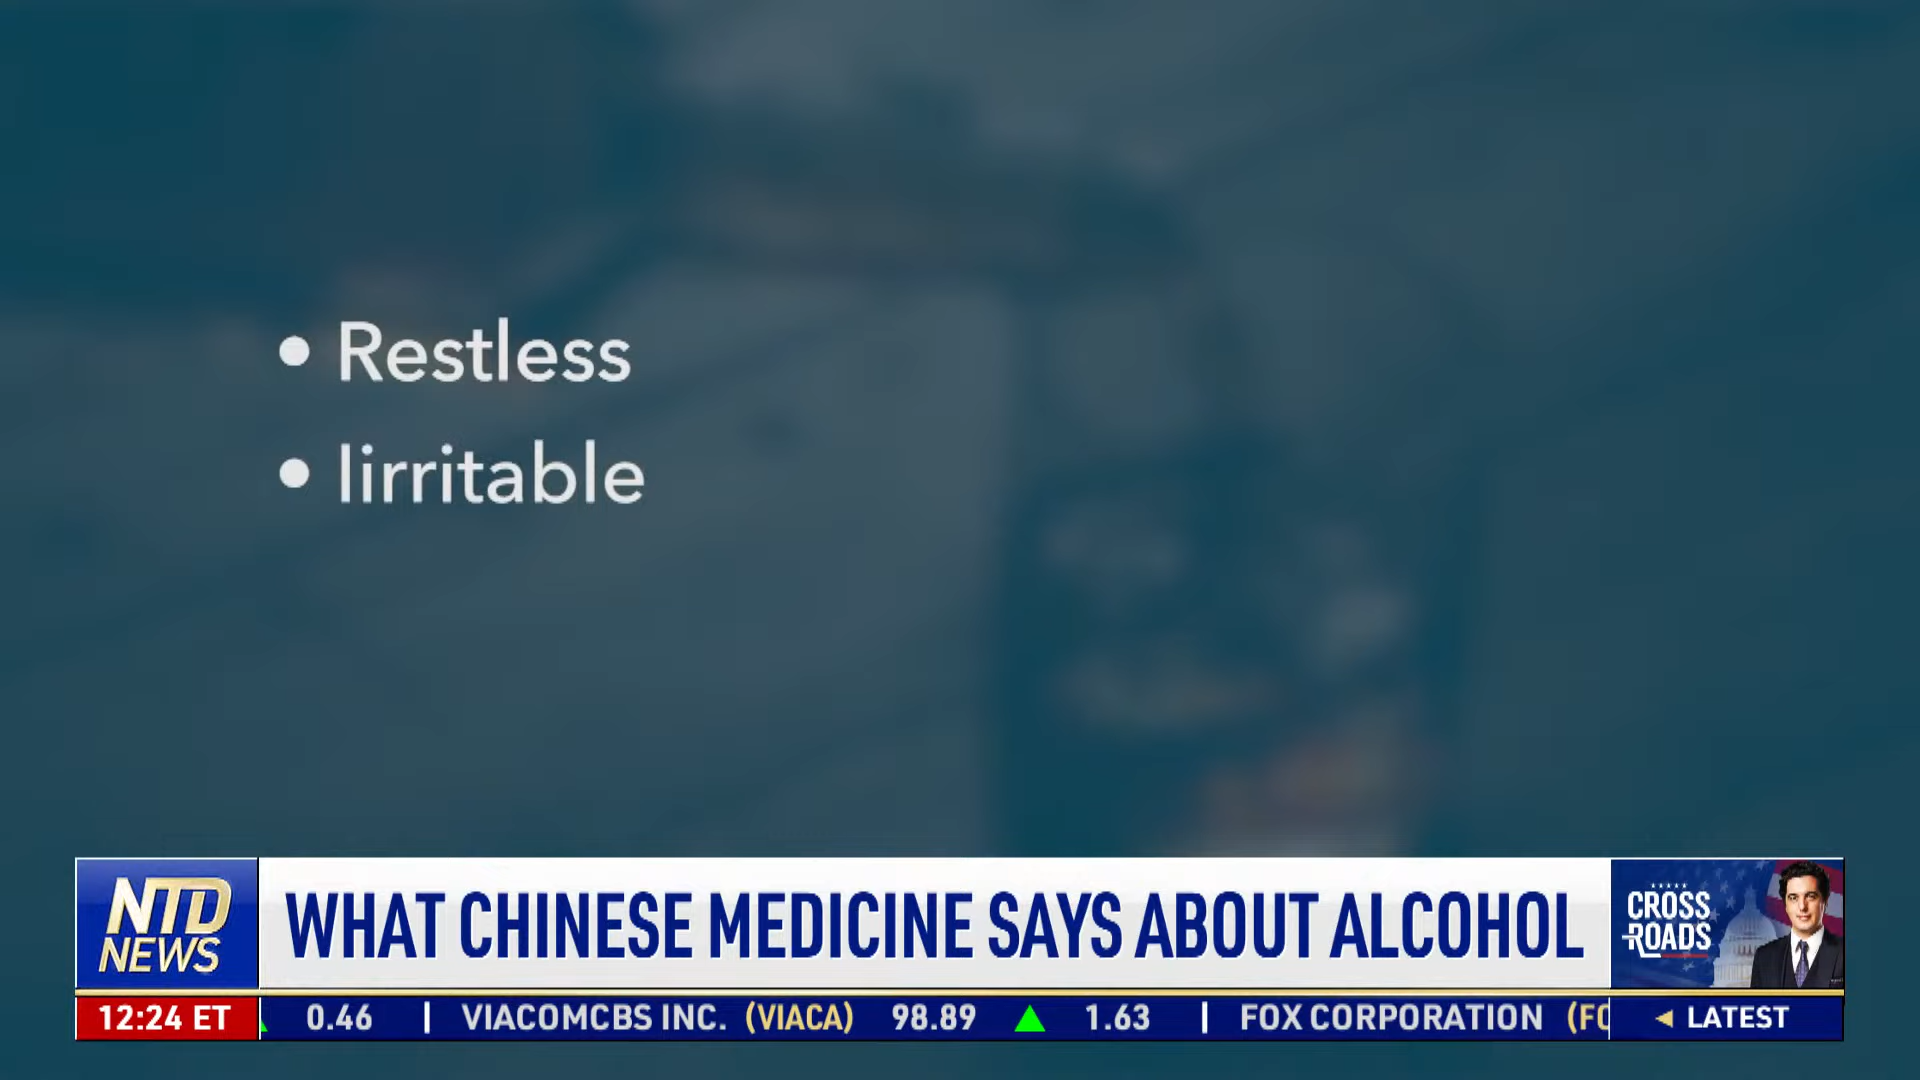 • Restless
• Iirritable
NTD
NEWS
WHAT CHINESE MEDICINE SAYS ABOUT ALCOHOL
CROSS
ROADS
12:24 ET
0.46 | VIACOMCBS INC. (VIACA) 98.89 ▲ 1.63 | FOX CORPORATION (FO
◄ LATEST